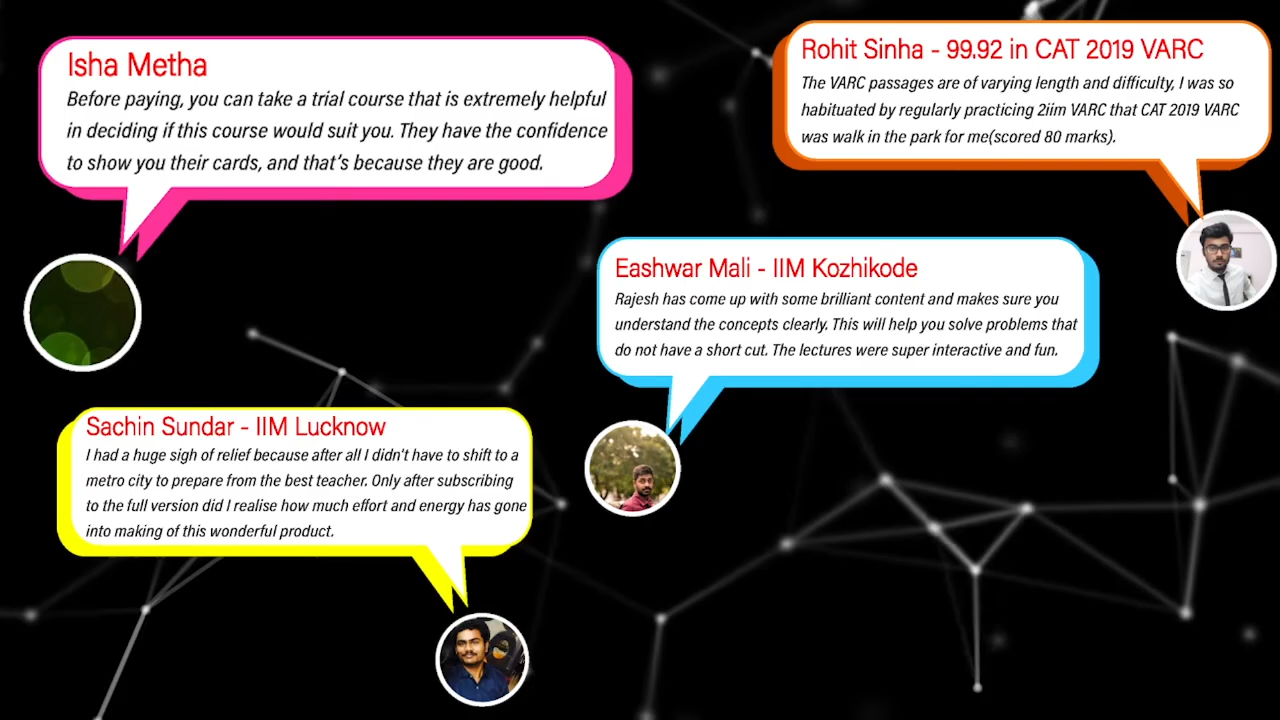 Isha Metha
Before paying, you can take a trial course that is extremely helpful
in deciding if this course would suit you. They have the confidence
to show you their cards, and that's because they are good.
Rohit Sinha - 99.92 in CAT 2019 VARC
The VARC passages are of varying length and difficulty, I was so
habituated by regularly practicing 2iim VARC that CAT 2019 VARC
was walk in the park for me(scored 80 marks).
Eashwar Mali - IIM Kozhikode
Rajesh has come up with some brilliant content and makes sure you
understand the concepts clearly. This will help you solve problems that
do not have a short cut. The lectures were super interactive and fun.
Sachin Sundar - IIM Lucknow
I had a huge sigh of relief because after all I didn't have to shift to a
metro city to prepare from the best teacher. Only after subscribing
to the full version did I realise how much effort and energy has gone
into making of this wonderful product.